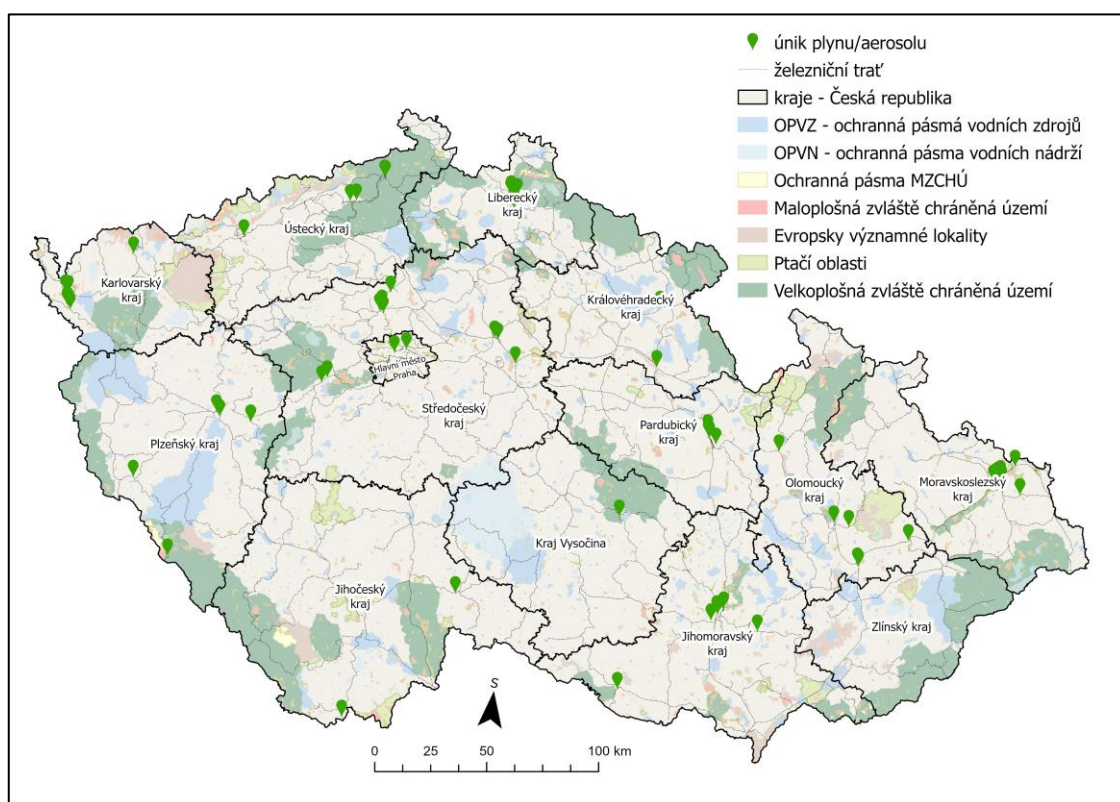 únik plynu/aerosolu
železniční trať
kraje - Česká republika
OPVZ - ochranná pásmá vodních zdrojů
OPVN - ochranná pásma vodních nádrží
Ochranná pásma MZCHÚ
Maloplošná zvláště chráněná území
Evropsky významné lokality
Ptačí oblasti
Velkoplošná zvláště chráněná území
Liberecký
kraj
Ústecký kraj
Karlovarský
kraj
Královéhradecký
kraj
Hlavní město
Praha
Středočeský
kraj
Pardubický
kraj
Plzeňský kraj
Olomoucký
kraj
Moravskoslezský
kraj
Kraj Vysočina
Jihočeský
kraj
Zlínský kraj
Jihomoravský
kraj
S
0 25 50 100 km